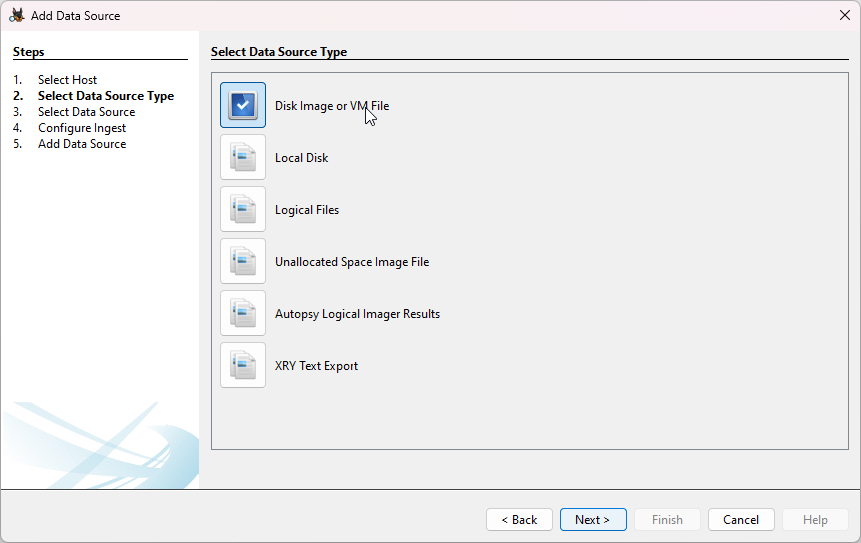 Add Data Source
Steps
1. Select Host
2. Select Data Source Type
3. Select Data Source
4. Configure Ingest
5. Add Data Source
Select Data Source Type
Disk Image or VM File
Local Disk
Logical Files
Unallocated Space Image File
Autopsy Logical Imager Results
XRY Text Export
< Back
Next >
Finish
Cancel
Help